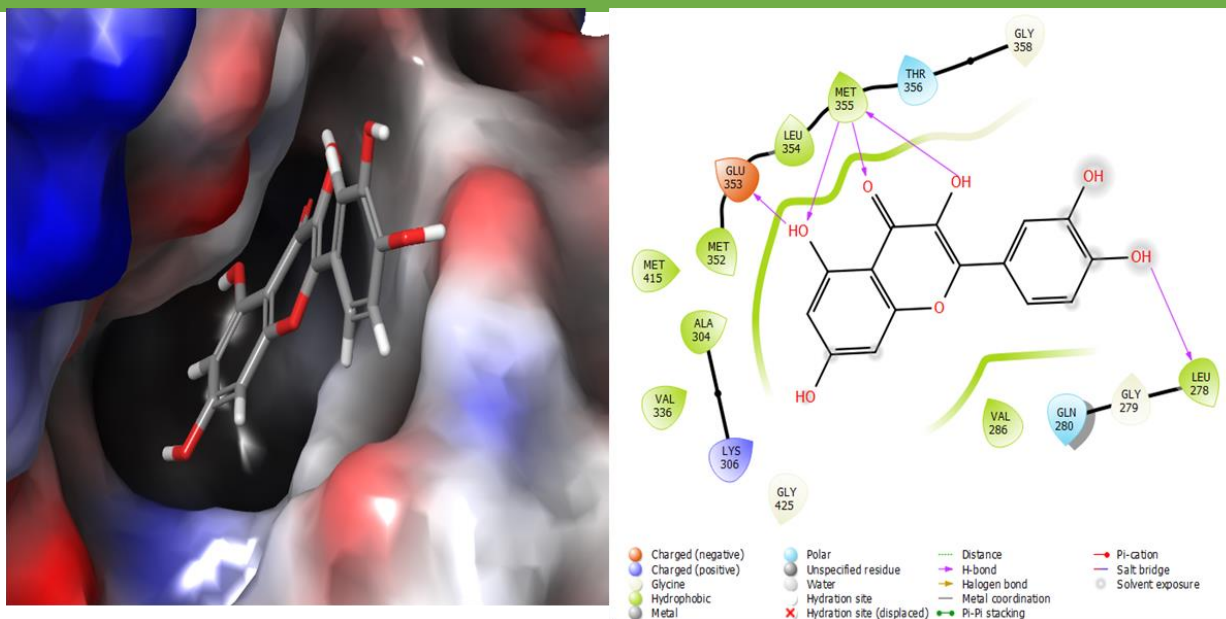 GLY
358
THR
356
MET
355
LEU
354
GLU
353
OH
O
OH
HO
OH
MET
352
MET
415
ALA
304
O
LEU
278
HO
GLY
279
VAL
336
VAL
286
GLN
280
LYS
306
GLY
425
Charged (negative)
Charged (positive)
Glycine
Hydrophobic
Metal
Polar
Unspecified residue
Water
Hydration site
Hydration site (displaced)
Distance
H-bond
Halogen bond
Metal coordination
Pi-Pi stacking
Pi-cation
Salt bridge
Solvent exposure